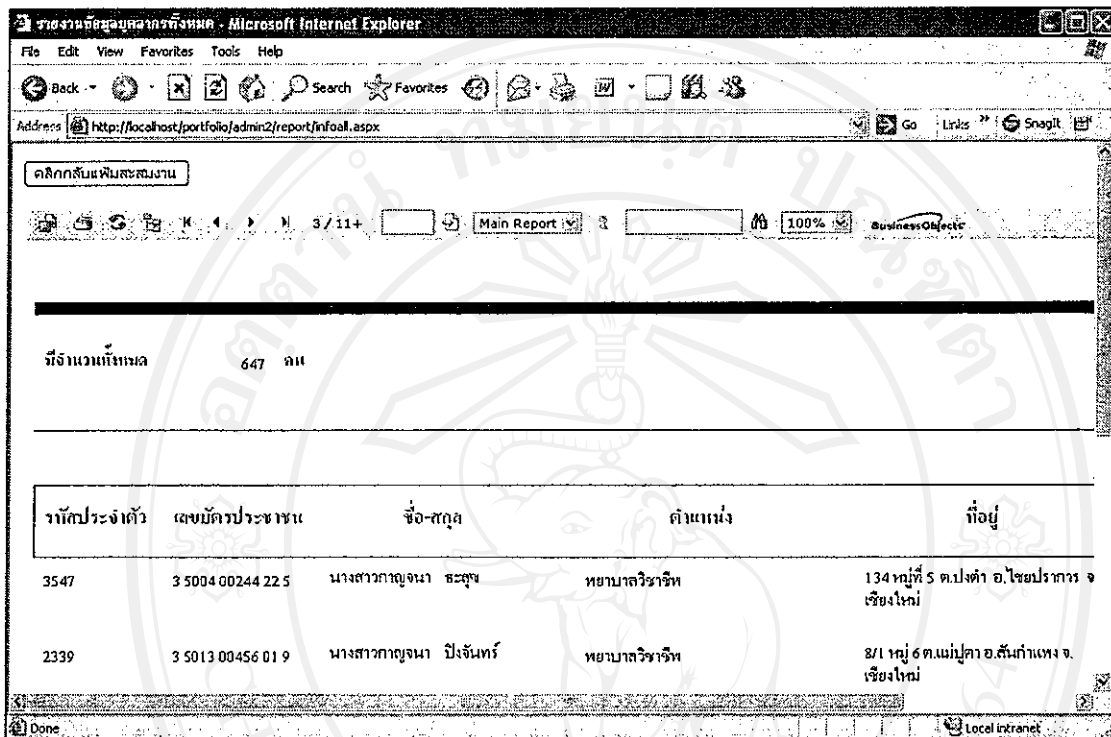 รายงานข้อมูลบุคลากรทั้งหมด - Microsoft Internet Explorer
File Edit View Favorites Tools Help
Back Search Favorites
Address http://localhost/portfolio/admin2/report/infoall.aspx Go Links » SnagIt
คลิกกลับแฟ้มสะสมงาน
3 / 11+ Main Report 100% BusinessObjects
มีจำนวนทั้งหมด 647 คน
รหัสประจำตัว เลขบัตรประชาชน ชื่อ-สกุล ตำแหน่ง ที่อยู่
3547 3 5004 00244 22 5 นางสาวกาญจนา พยาบาลวิชาชีพ 134 หมู่ที่ 5 ต.ปงตำ อ.ไชยปราการ จ
เชียงใหม่
2339 3 5013 00456 01 9 นางสาวกาญจนา ปิงจันทร์ พยาบาลวิชาชีพ 8/1 หมู่ 6 ต.แม่ปูคา อ.สันกำแพง จ.
เชียงใหม่
Done Local intranet